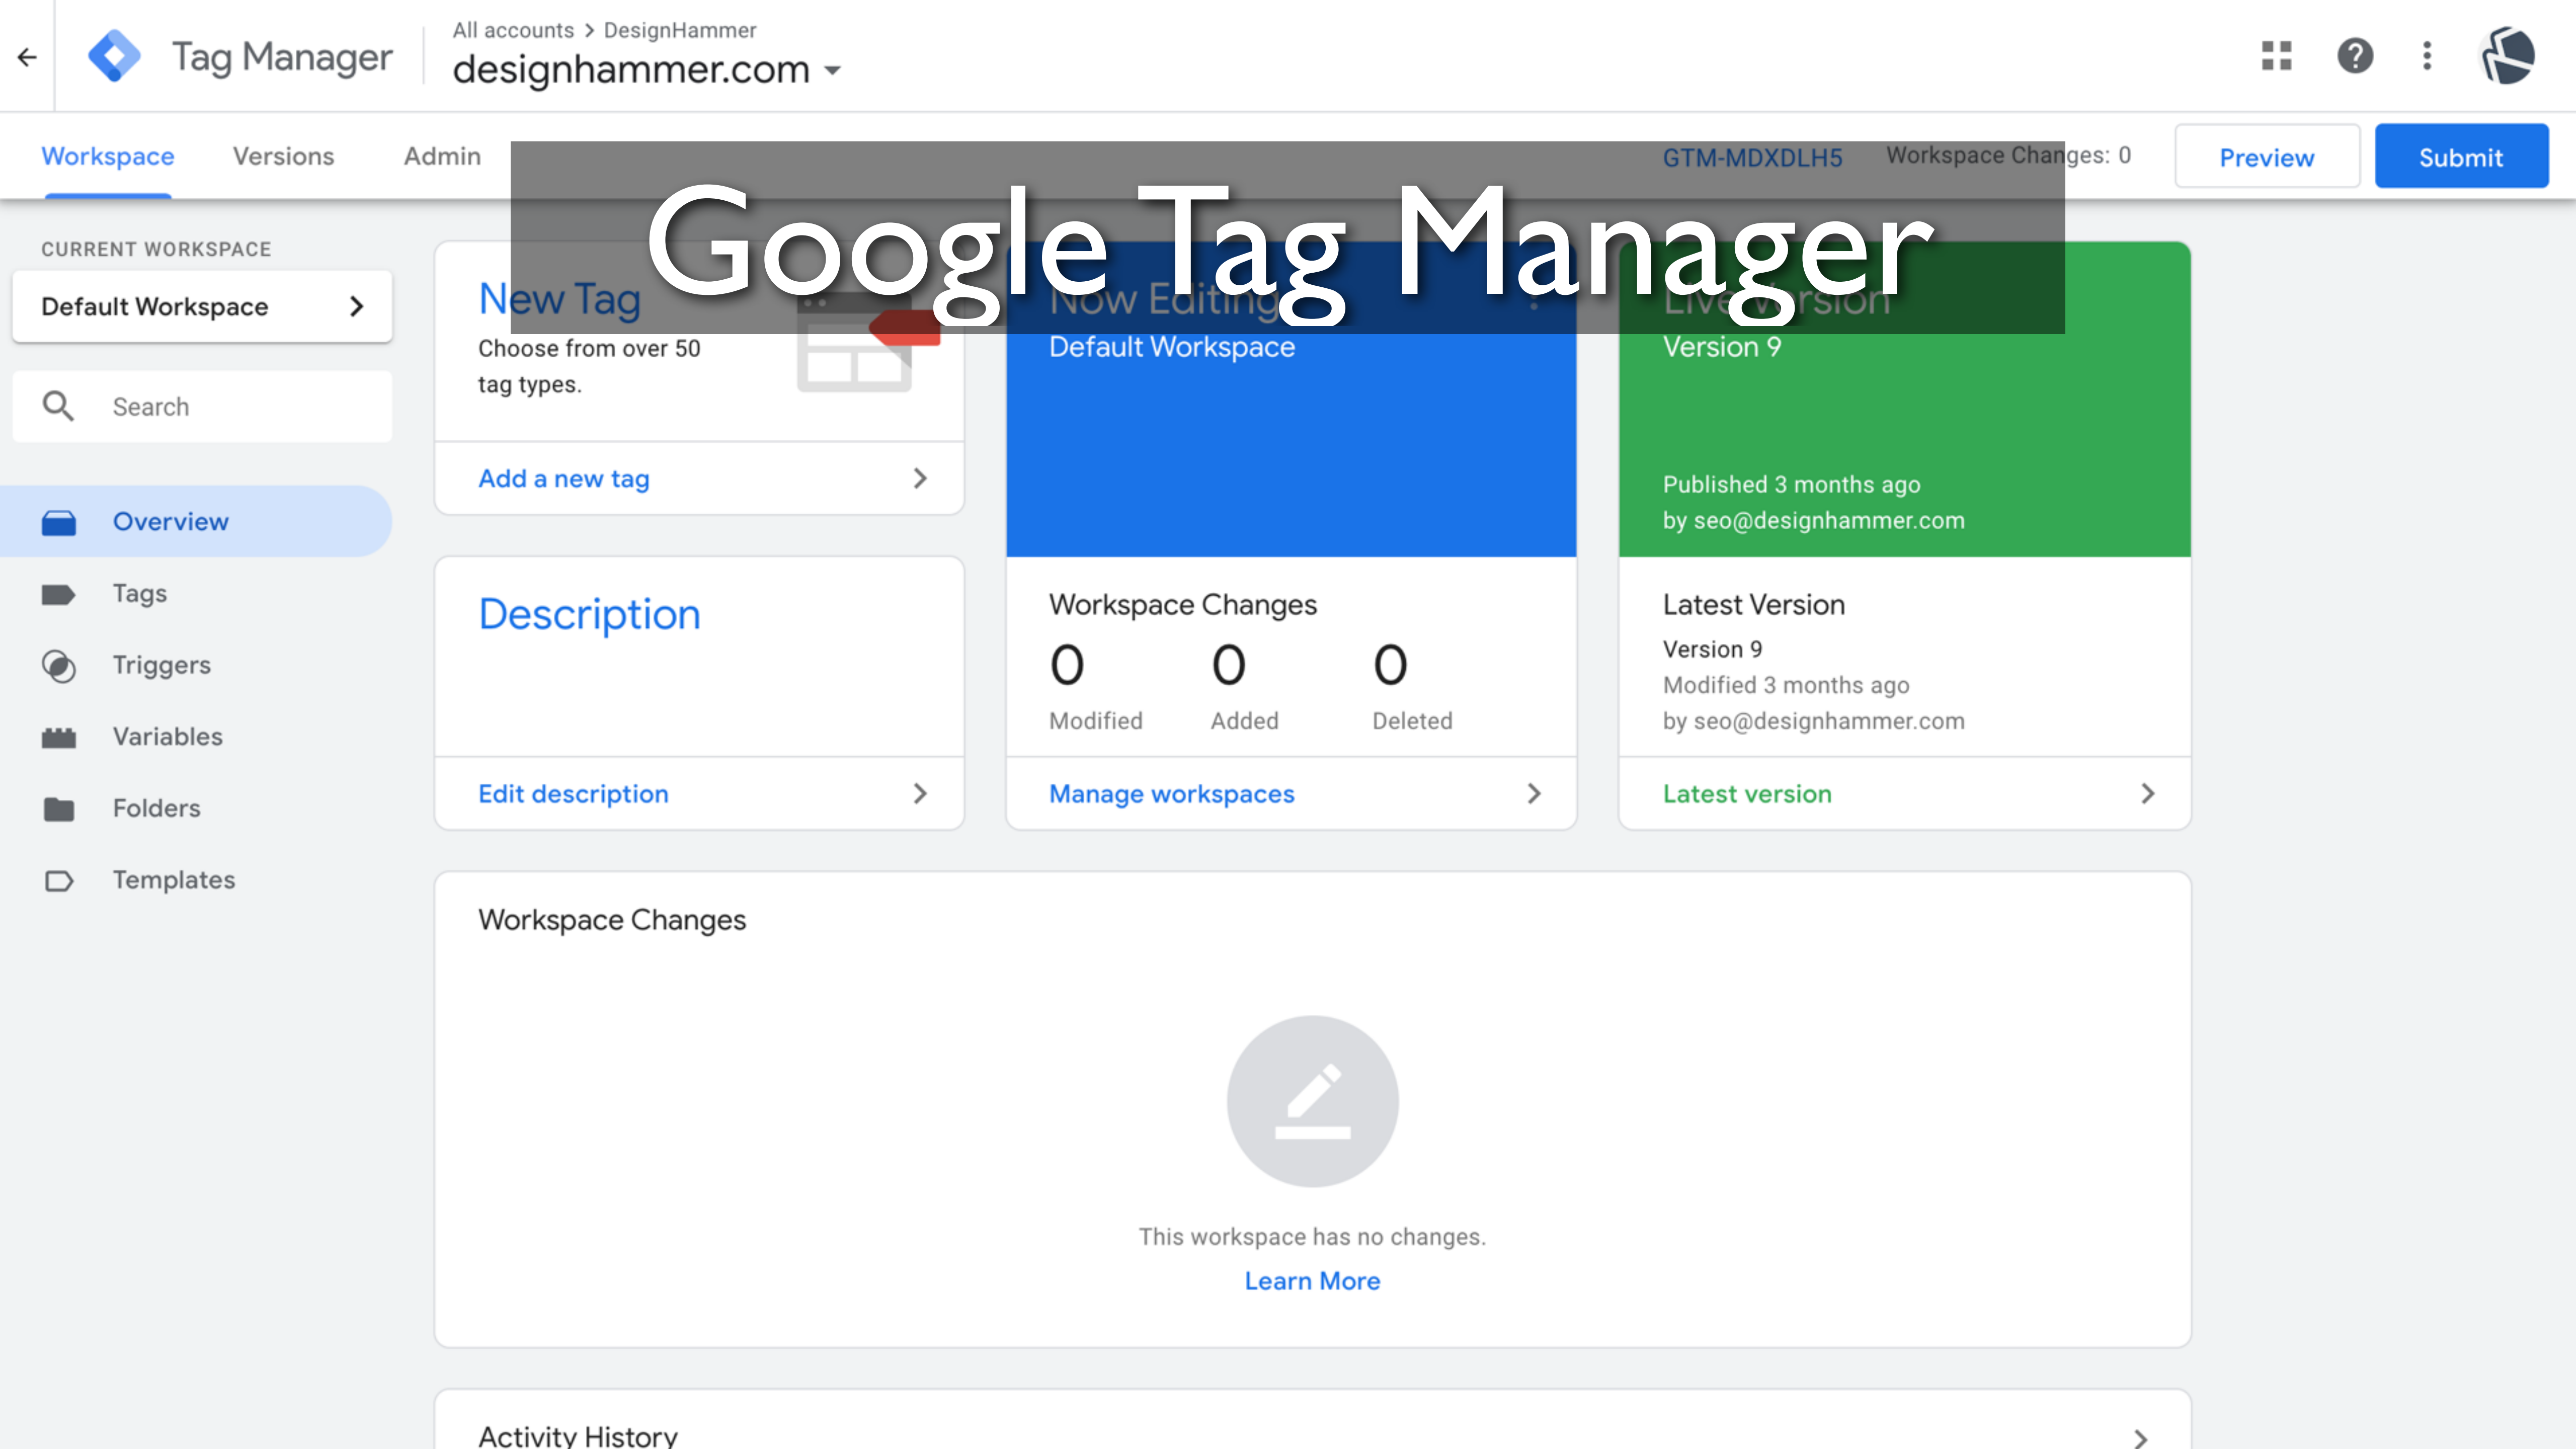 All accounts > DesignHammer
Tag Manager
designhammer.com
Workspace Versions Admin
GTM-MDXDLH5 Workspace Changes: 0
Preview
Submit
Google Tag Manager
CURRENT WORKSPACE
Default Workspace
Search
Overview
Tags
Triggers
Variables
Folders
Templates
New Tag
Choose from over 50
tag types.
Add a new tag
Description
Edit description
Now Editing
Default Workspace
Workspace Changes
0 0 0
Modified Added Deleted
Manage workspaces
Live Version
Version 9
Published 3 months ago
by seo@designhammer.com
Latest Version
Version 9
Modified 3 months ago
by seo@designhammer.com
Latest version
Workspace Changes
This workspace has no changes.
Learn More
Activity History